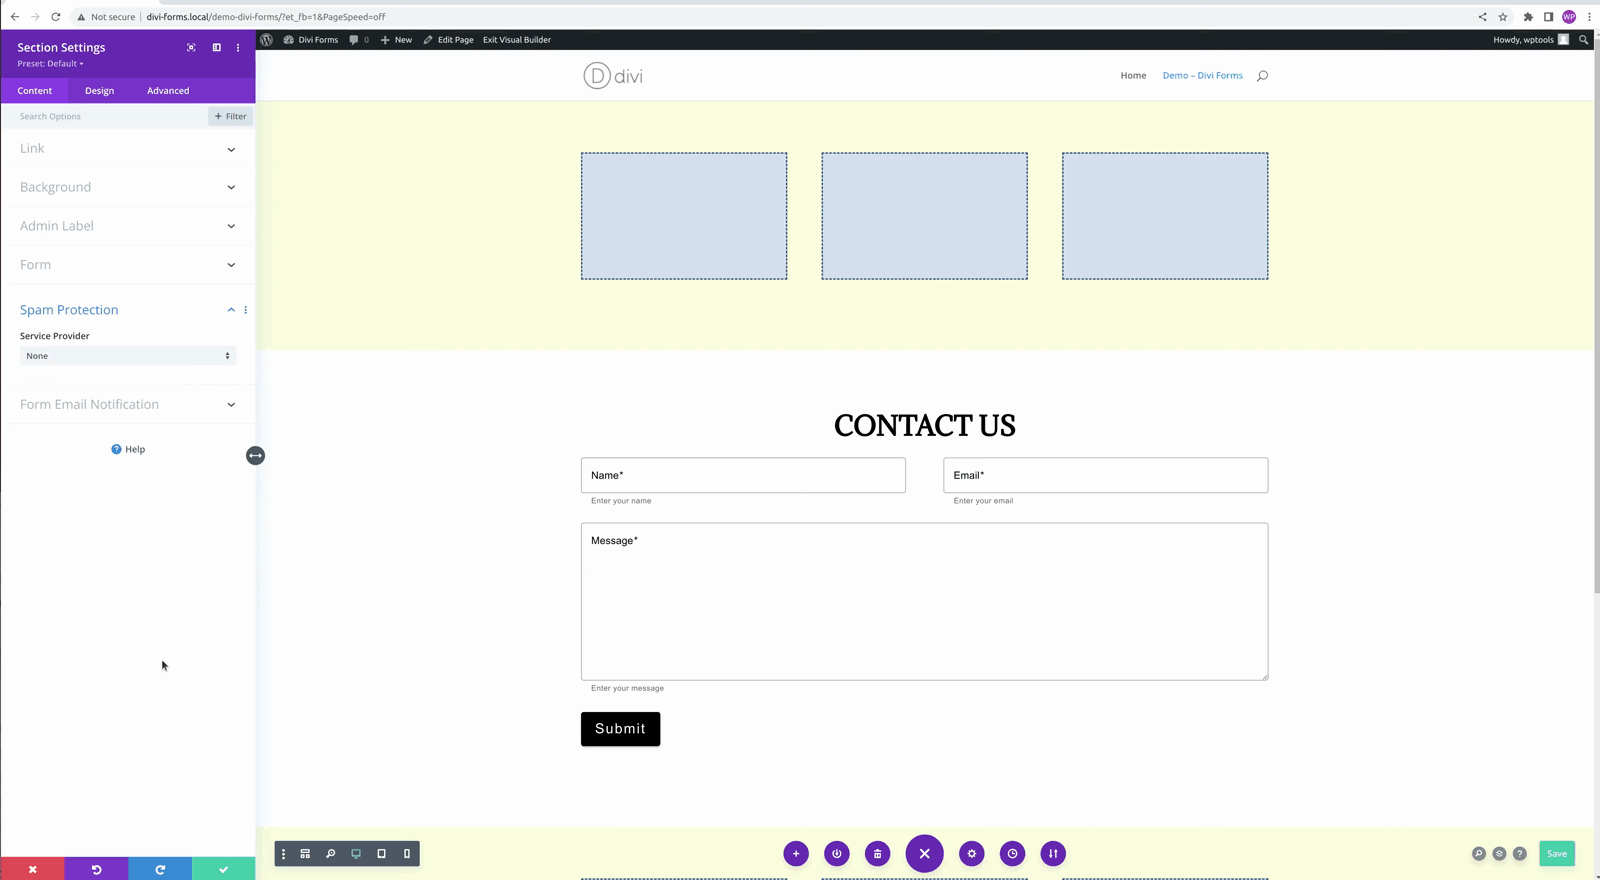 Not secure
divi-forms.local/demo-divi-forms/?et_fb=1&PageSpeed=off
WP
Section Settings
Preset: Default
Divi Forms
0
New
Edit Page
Exit Visual Builder
Howdy, wptools
Content
Design
Advanced
D divi
Home
Demo – Divi Forms
Search Options
+ Filter
Link
Background
Admin Label
Form
Spam Protection
Service Provider
None
Form Email Notification
? Help
CONTACT US
Name*
Email*
Enter your name
Enter your email
Message*
Enter your message
Submit
?
Save